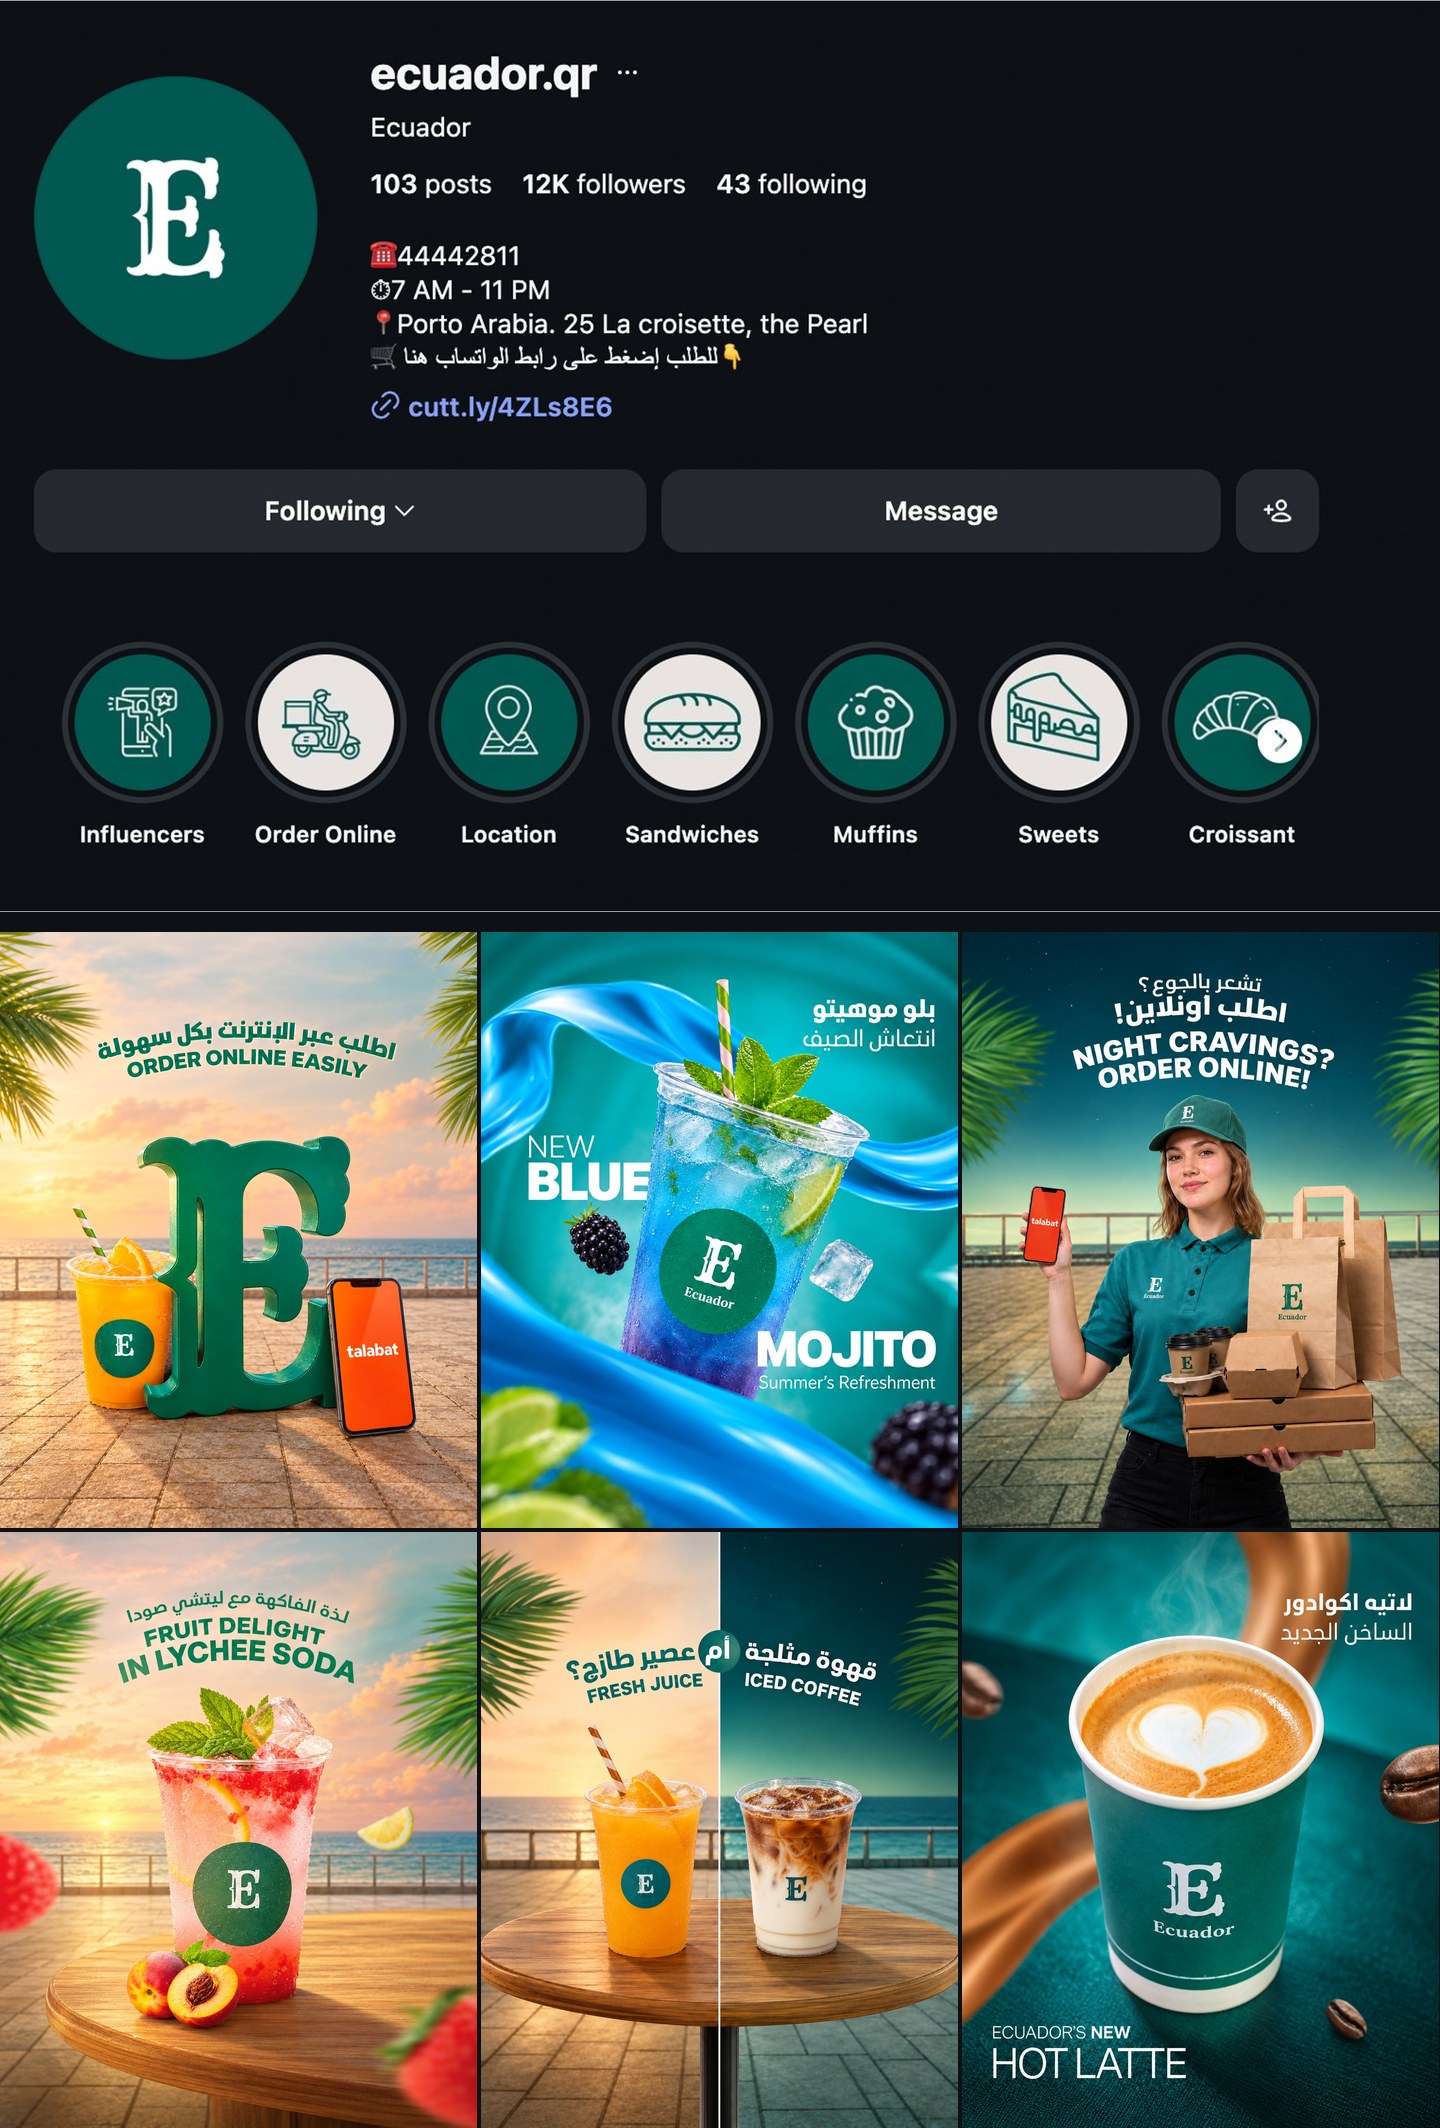 ecuador.qr ...
Ecuador
103 posts 12K followers 43 following
☎️44442811
⏱7 AM - 11 PM
📍Porto Arabia. 25 La croisette, the Pearl
🛒 للطلب إضغط على رابط الواتساب هنا👇
cutt.ly/4ZLs8E6
Following
Message
معصوم
Influencers
Order Online
Location
Sandwiches
Muffins
Sweets
Croissant
اطلب عبر الإنترنت بكل سهولة
ORDER ONLINE EASILY
E
E
talabat
بلو موهيتو
انتعاش الصيف
NEW
BLUE
E
Ecuador
MOJITO
Summer's Refreshment
تشعر بالجوع؟
اطلب اونلاين!
NIGHT CRAVINGS?
ORDER ONLINE!
E
talabat
E
Ecuador
E
Ecuador
E
E
لذة الفاكهة مع ليتشي صودا
FRUIT DELIGHT
IN LYCHEE SODA
E
عصير طازج؟
FRESH JUICE
أم
قهوة مثلجة
ICED COFFEE
E
E
لاتيه اكوادور
الساخن الجديد
E
Ecuador
ECUADOR'S NEW
HOT LATTE